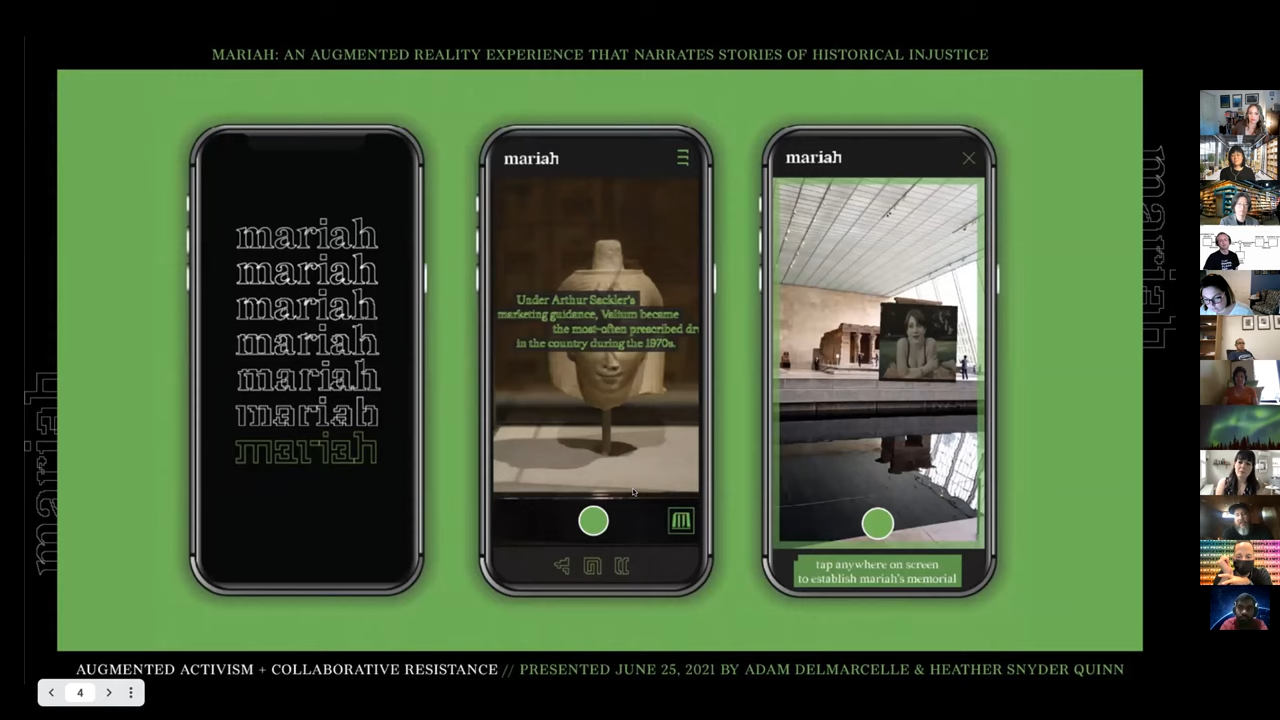 MARIAH: AN AUGMENTED REALITY EXPERIENCE THAT NARRATES STORIES OF HISTORICAL INJUSTICE
mariah
mariah
mariah
mariah
mariah
mariah
mariah
mariah
Under Arthur Sackler's
marketing guidance, Valium became
the most-often prescribed dr
in the country during the 1970s.
mariah
tap anywhere on screen
to establish mariah's memorial
mariah
mariah
AUGMENTED ACTIVISM + COLLABORATIVE RESISTANCE // PRESENTED JUNE 25, 2021 BY ADAM DELMARCELLE & HEATHER SNYDER QUINN
4